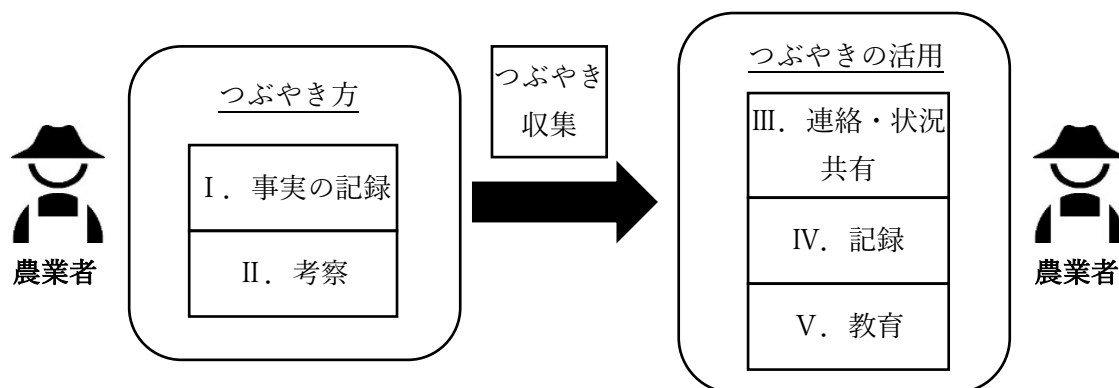 つぶやき方
Ⅰ．事実の記録
Ⅱ．考察
農業者
つぶやき
収集
つぶやきの活用
Ⅲ．連絡・状況
共有
Ⅳ．記録
Ⅴ．教育
農業者